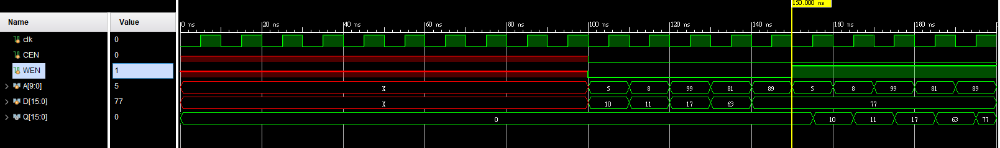 150.000 ns
Name Value
0 ns 20 ns 40 ns 60 ns 80 ns 100 ns 120 ns 140 ns 160 ns 180 ns
clk 0
CEN 0
WEN 1
A[9:0] 5 X 5 8 99 81 89 5 8 99 81 89
D[15:0] 77 X 10 11 17 63 77
Q[15:0] 0 0 10 11 17 63 77